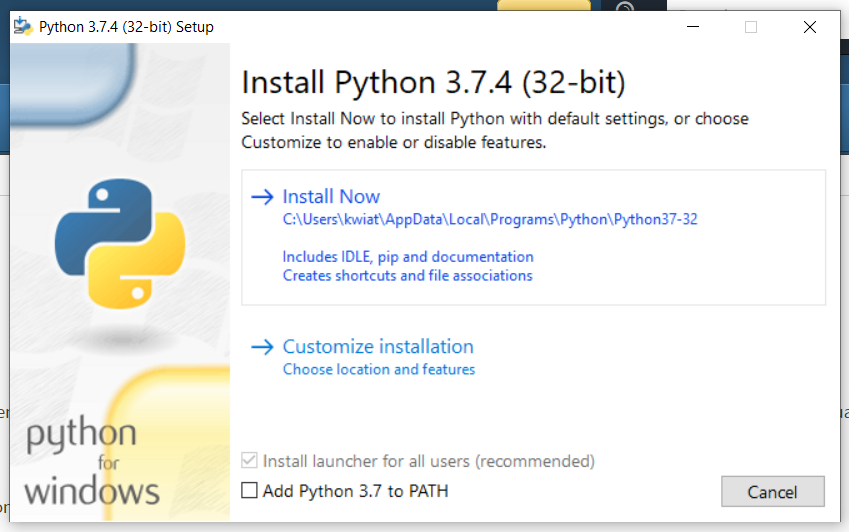 Python 3.7.4 (32-bit) Setup
Install Python 3.7.4 (32-bit)
Select Install Now to install Python with default settings, or choose
Customize to enable or disable features.
Install Now
C:\Users\kwiat\AppData\Local\Programs\Python\Python37-32
Includes IDLE, pip and documentation
Creates shortcuts and file associations
Customize installation
Choose location and features
python
for
windows
Install launcher for all users (recommended)
Add Python 3.7 to PATH
Cancel